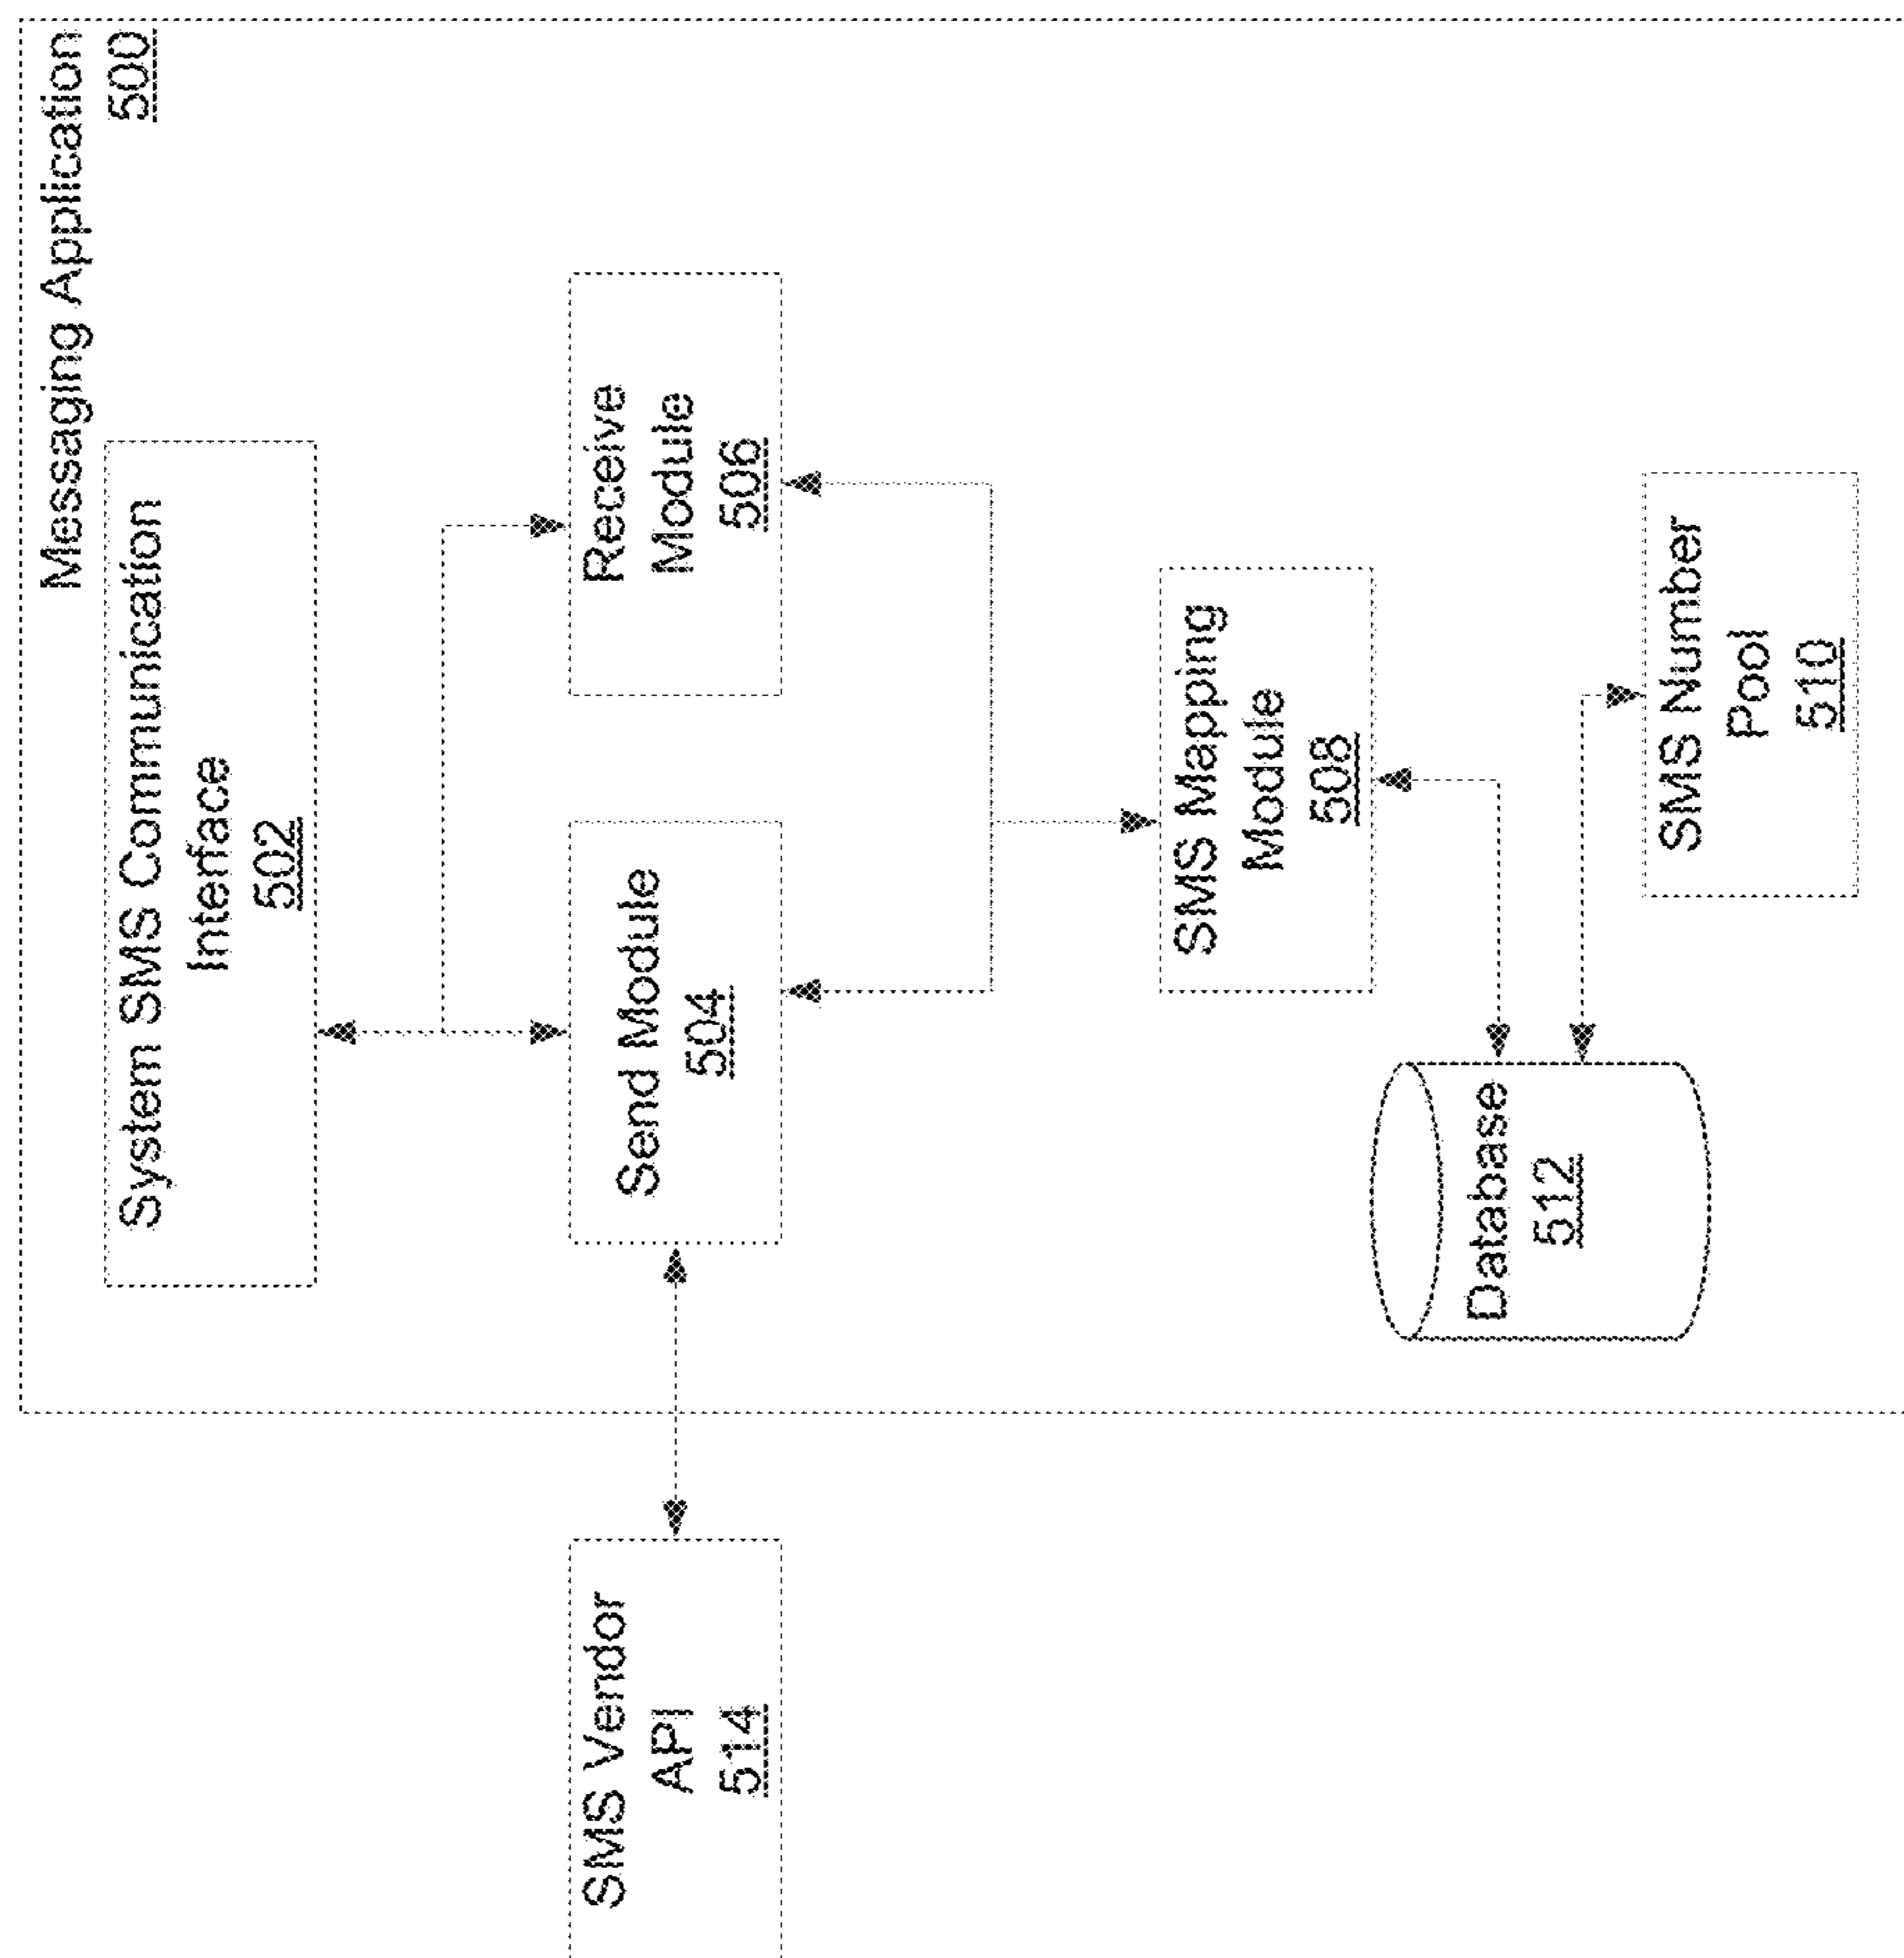 Messaging Application
500
System SMS Communication
Interface
502
SMS Vendor
API
514
Send Module
504
Receive
Module
506
SMS Mapping
Module
508
Database
512
SMS Number
Pool
510